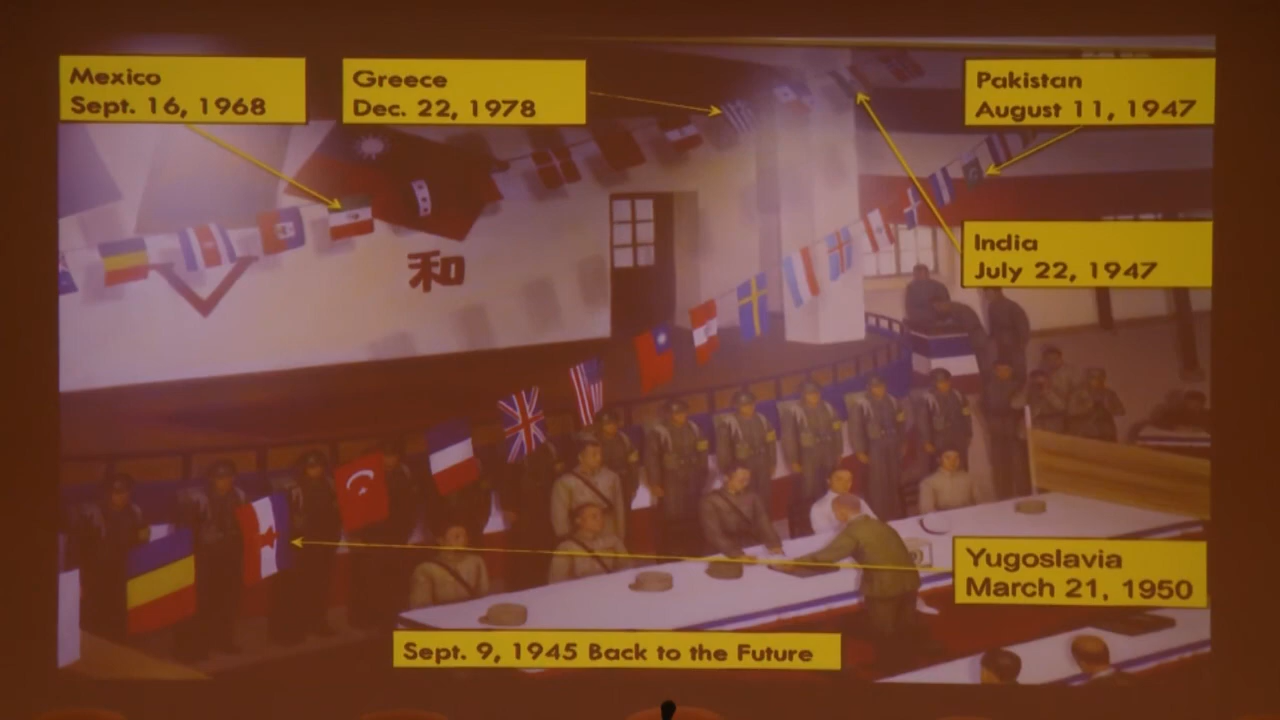 Mexico
Sept. 16, 1968
Greece
Dec. 22, 1978
Pakistan
August 11, 1947
India
July 22, 1947
和
Yugoslavia
March 21, 1950
Sept. 9, 1945 Back to the Future